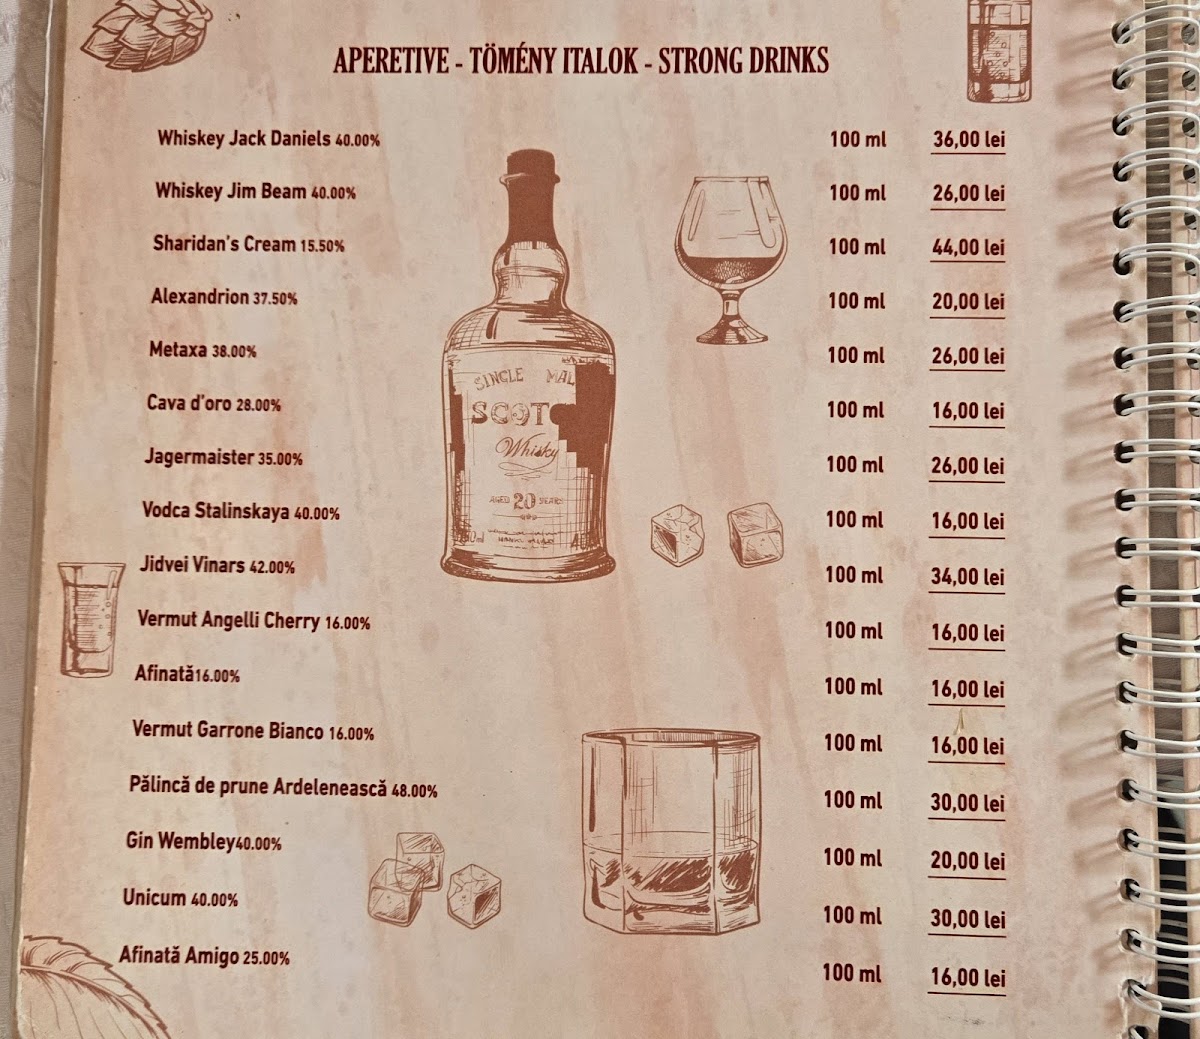 APERETIVE - TÖMÉNY ITALOK - STRONG DRINKS
Whiskey Jack Daniels 40.00% 100 ml 36,00 lei
Whiskey Jim Beam 40.00% 100 ml 26,00 lei
Sharidan's Cream 15.50% 100 ml 44,00 lei
Alexandrion 37.50% 100 ml 20,00 lei
Metaxa 38.00% 100 ml 26,00 lei
Cava d'oro 28.00% 100 ml 16,00 lei
Jagermaister 35.00% 100 ml 26,00 lei
Vodca Stalinskaya 40.00% 100 ml 16,00 lei
Jidvei Vinars 42.00% 100 ml 34,00 lei
Vermut Angelli Cherry 16.00% 100 ml 16,00 lei
Afinată16.00% 100 ml 16,00 lei
Vermut Garrone Bianco 16.00% 100 ml 16,00 lei
Pălincă de prune Ardelenească 48.00% 100 ml 30,00 lei
Gin Wembley40.00% 100 ml 20,00 lei
Unicum 40.00% 100 ml 30,00 lei
Afinată Amigo 25.00% 100 ml 16,00 lei
SINGLE MAL
SCOT
Whisky
AGED 20 YEARS